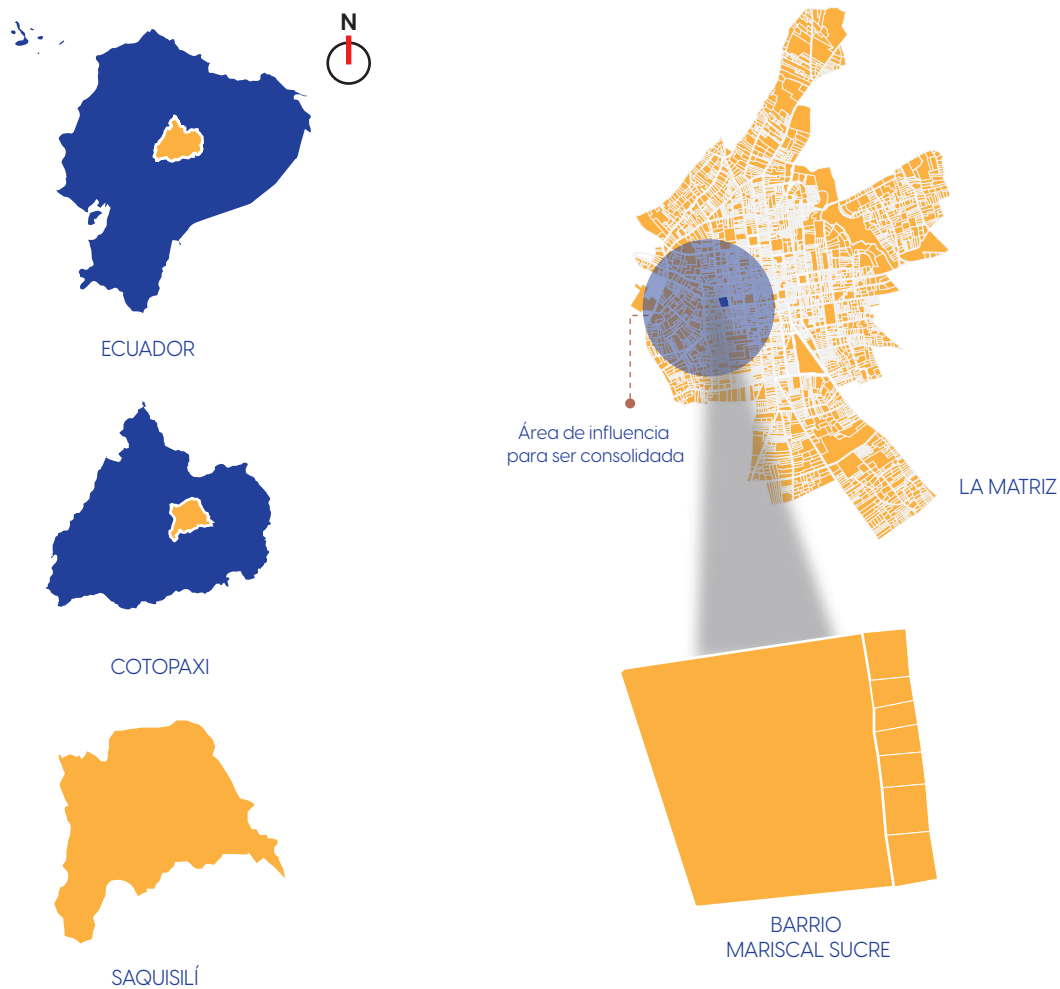 N
ECUADOR
COTOPAXI
SAQUISILÍ
Área de influencia
para ser consolidada
LA MATRIZ
BARRIO
MARISCAL SUCRE